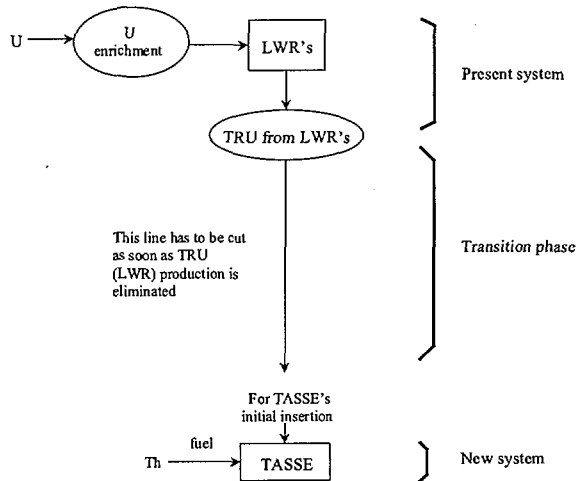 U
U
enrichment
LWR's
Present system
TRU from LWR's
This line has to be cut
as soon as TRU
(LWR) production is
eliminated
Transition phase
For TASSE's
initial insertion
fuel
Th
TASSE
New system